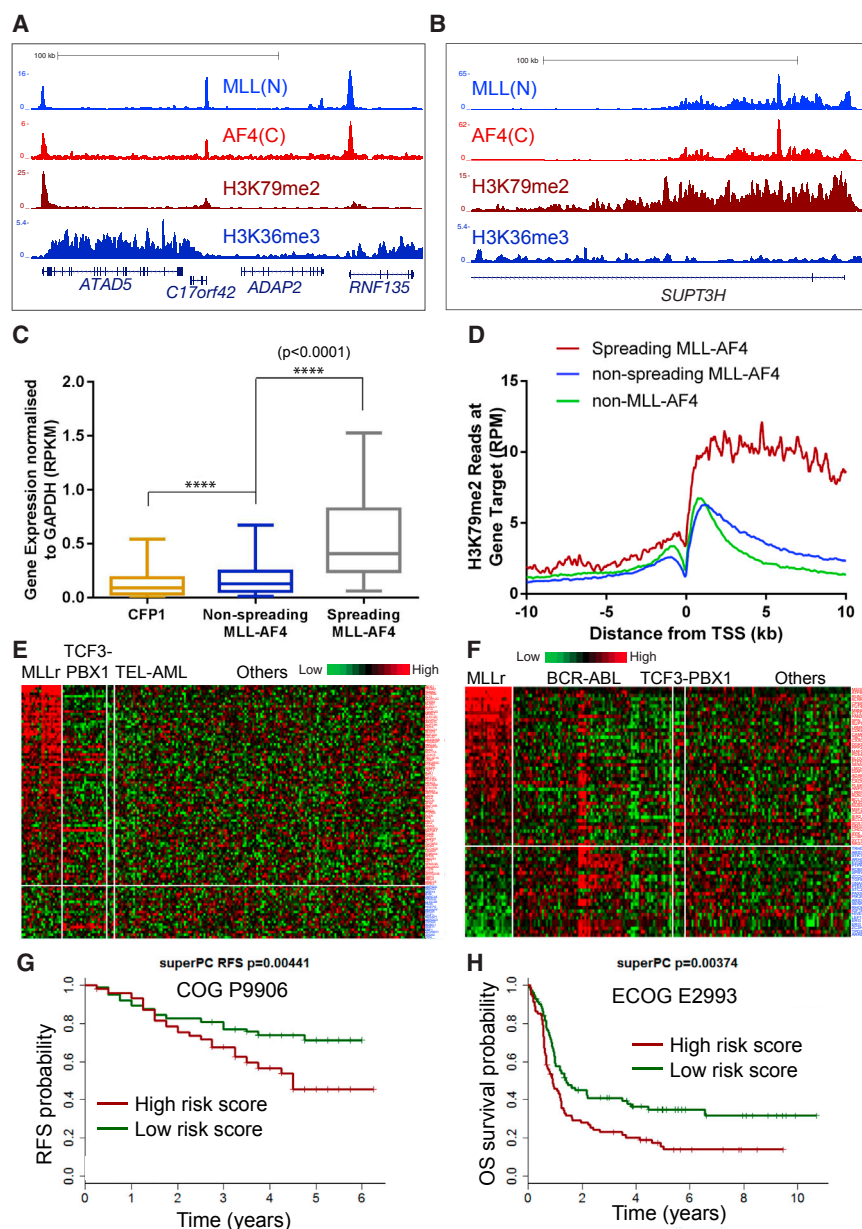 A
100 kb
16-
MLL(N)
0_
6-
AF4(C)
0_
25-
H3K79me2
0_
5.4-
H3K36me3
0_
ATAD5
C17orf42
ADAP2
RNF135
B
100 kb
65-
MLL(N)
0_
62-
AF4(C)
0_
15-
H3K79me2
0_
5.4-
H3K36me3
0_
SUPT3H
C
Gene Expression normalised
to GAPDH (RPKM)
2.0
1.5
1.0
0.5
0.0
(p<0.0001)
****
****
CFP1
Non-spreading
MLL-AF4
Spreading
MLL-AF4
D
Spreading MLL-AF4
non-spreading MLL-AF4
non-MLL-AF4
H3K79me2 Reads at
Gene Target (RPM)
15
10
5
0
-10
-5
0
5
10
Distance from TSS (kb)
E
TCF3-
MLLr PBX1 TEL-AML Others
Low High
F
Low High
MLLr BCR-ABL TCF3-PBX1 Others
G
superPC RFS p=0.00441
COG P9906
RFS probability
1.0
0.8
0.6
0.4
0.2
0.0
High risk score
Low risk score
0 1 2 3 4 5 6
Time (years)
H
superPC p=0.00374
ECOG E2993
OS survival probability
1.0
0.8
0.6
0.4
0.2
0.0
High risk score
Low risk score
0 2 4 6 8 10
Time (years)